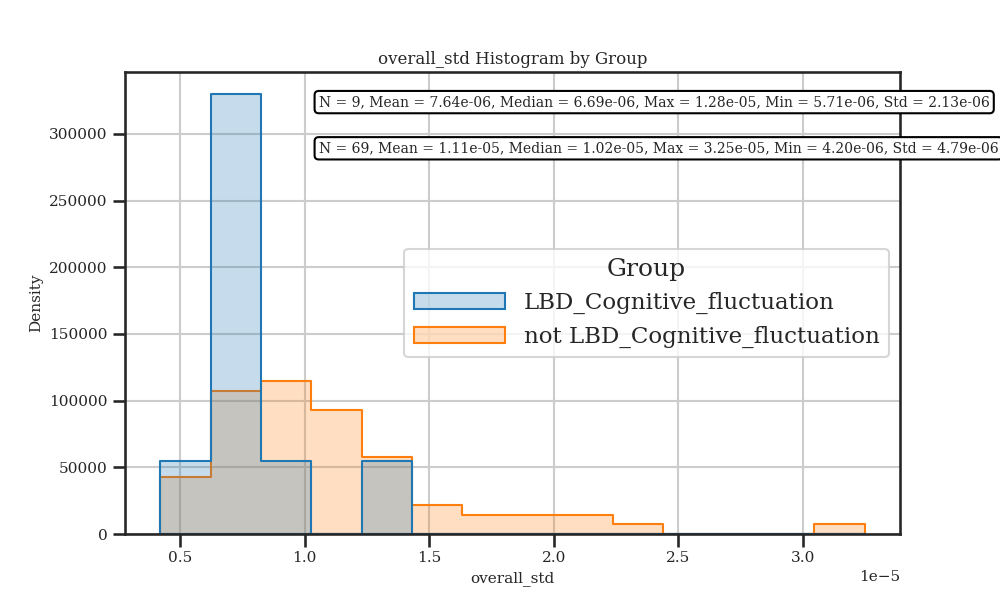 overall_std Histogram by Group
N = 9, Mean = 7.64e-06, Median = 6.69e-06, Max = 1.28e-05, Min = 5.71e-06, Std = 2.13e-06
N = 69, Mean = 1.11e-05, Median = 1.02e-05, Max = 3.25e-05, Min = 4.20e-06, Std = 4.79e-06
300000
250000
200000
150000
100000
50000
0
Density
Group
LBD_Cognitive_fluctuation
not LBD_Cognitive_fluctuation
0.5 1.0 1.5 2.0 2.5 3.0
1e−5
overall_std